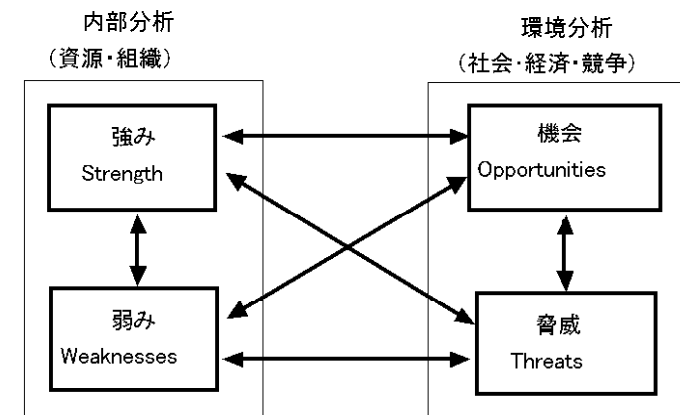 内部分析
（資源・組織）
強み
Strength
弱み
Weaknesses
環境分析
（社会・経済・競争）
機会
Opportunities
脅威
Threats